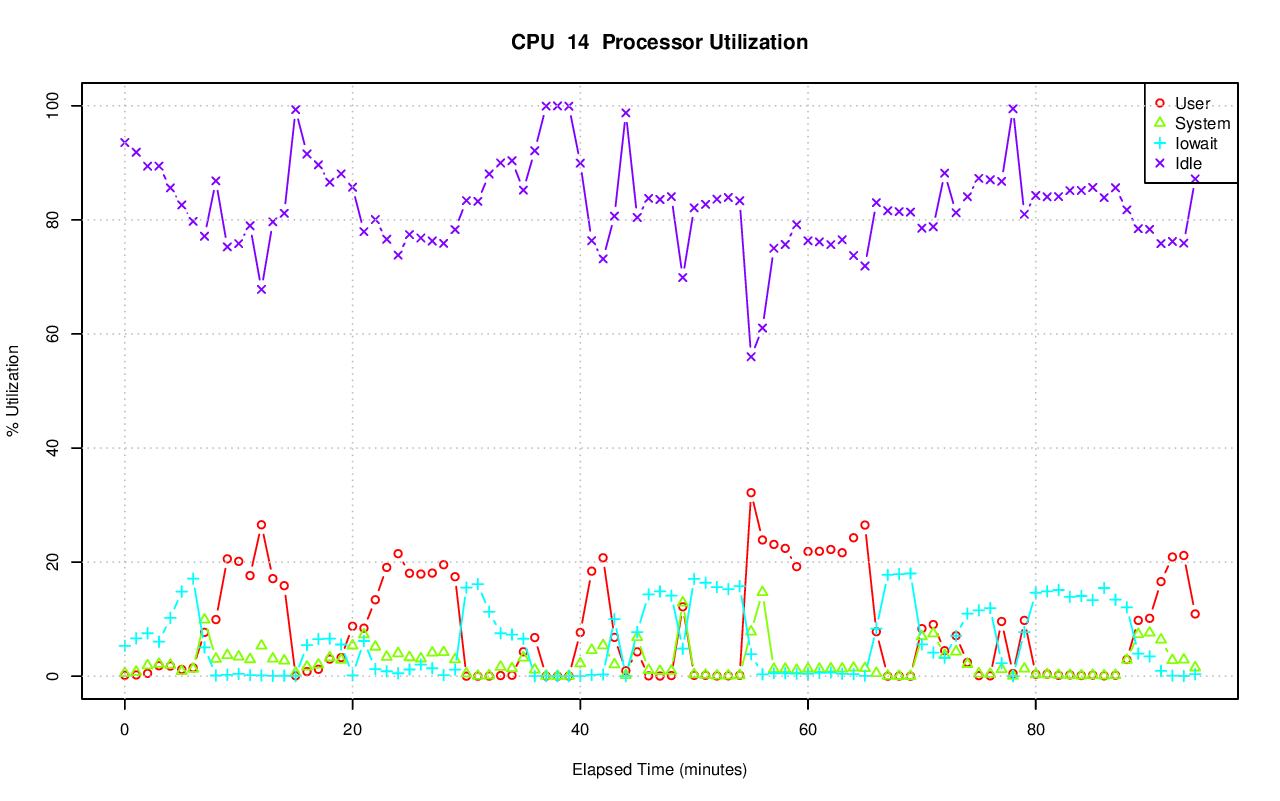 CPU  14  Processor Utilization
User
System
Iowait
Idle
% Utilization
100
80
60
40
20
0
0 20 40 60 80
Elapsed Time (minutes)